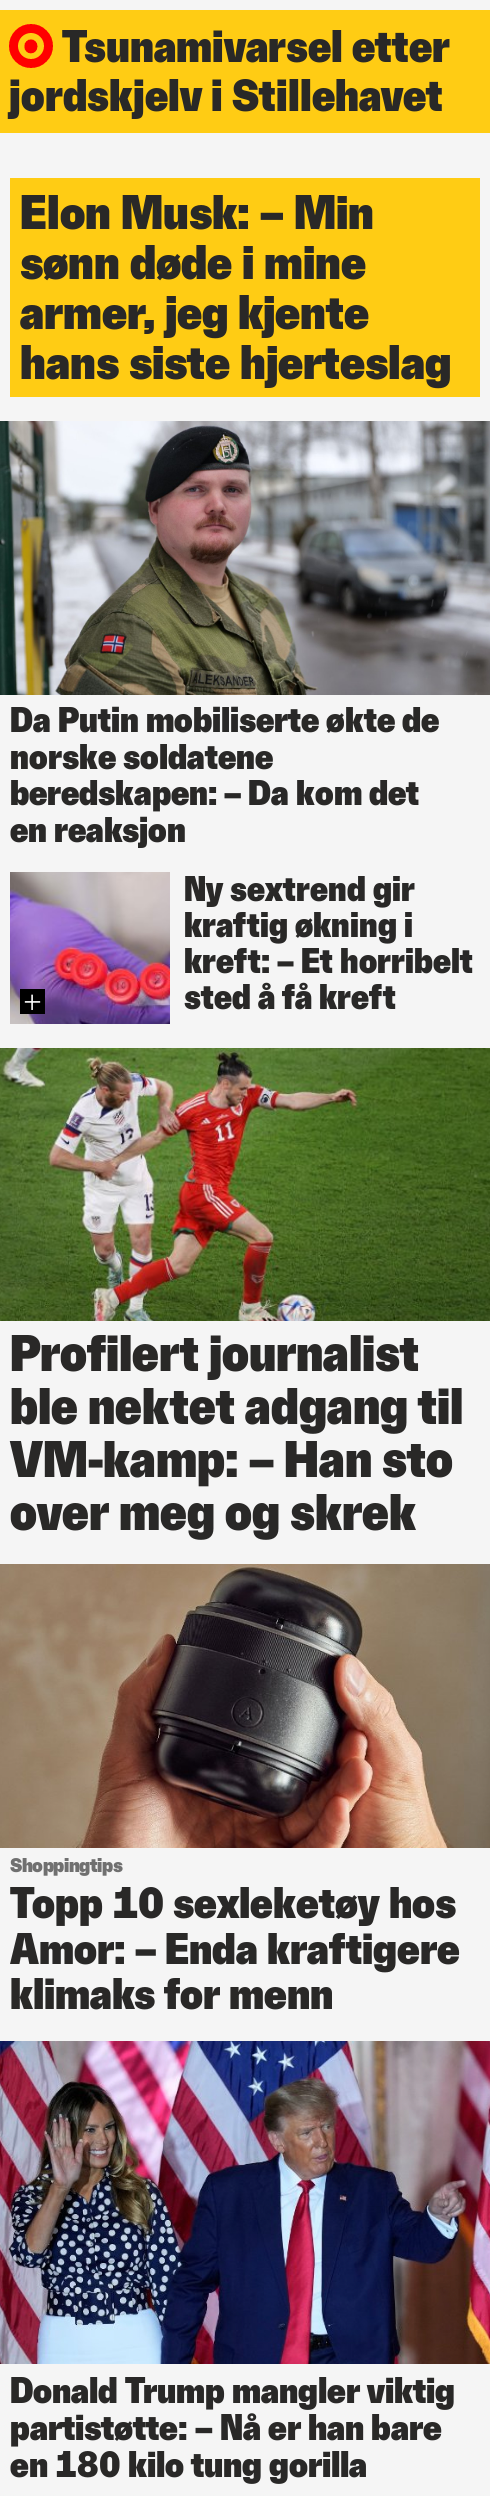 Tsunamivarsel etter
jordskjelv i Stillehavet
Elon Musk: – Min
sønn døde i mine
armer, jeg kjente
hans siste hjerteslag
ALEKSANDER
Da Putin mobiliserte økte de
norske soldatene
beredskapen: – Da kom det
en reaksjon
Ny sextrend gir
kraftig økning i
kreft: – Et horribelt
sted å få kreft
13
11
13
Profilert journalist
ble nektet adgang til
VM-kamp: – Han sto
over meg og skrek
A
Shoppingtips
Topp 10 sexleketøy hos
Amor: – Enda kraftigere
klimaks for menn
Donald Trump mangler viktig
partistøtte: – Nå er han bare
en 180 kilo tung gorilla